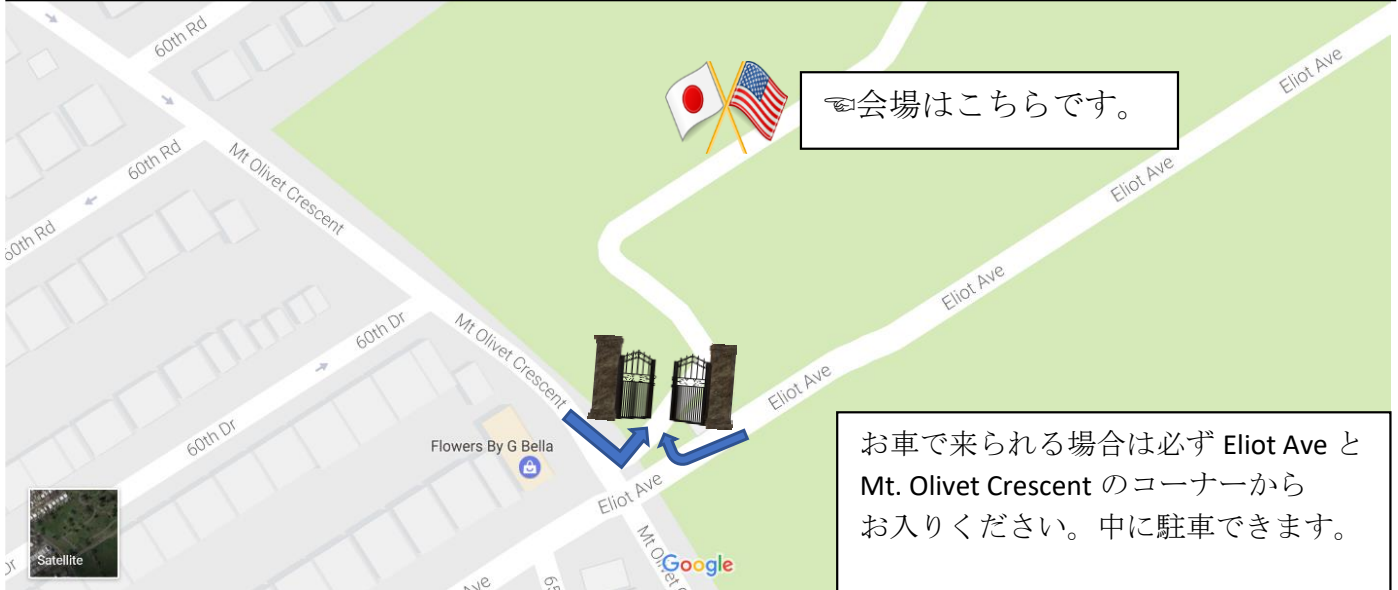 60th Rd
60th Rd
60th Rd
Mt Olivet Crescent
☜会場はこちらです。
Eliot Ave
Eliot Ave
Eliot Ave
60th Dr
Mt Olivet Crescent
Eliot Ave
60th Dr
Flowers By G Bella
Eliot Ave
お車で来られる場合は必ず Eliot Ave と
Mt. Olivet Crescent のコーナーから
お入りください。中に駐車できます。
Satellite
Google